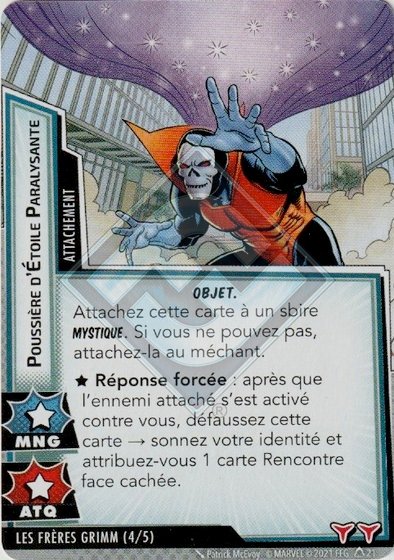 POUSSIÈRE D'ÉTOILE PARALYSANTE
ATTACHEMENT
OBJET.
Attachez cette carte à un sbire
MYSTIQUE. Si vous ne pouvez pas,
attachez-la au méchant.
★ Réponse forcée : après que
l'ennemi attaché s'est activé
contre vous, défaussez cette
carte → sonnez votre identité et
attribuez-vous 1 carte Rencontre
face cachée.
MNG
ATQ
LES FRÈRES GRIMM (4/5)
Patrick McEvoy © MARVEL © 2021 FFG 21